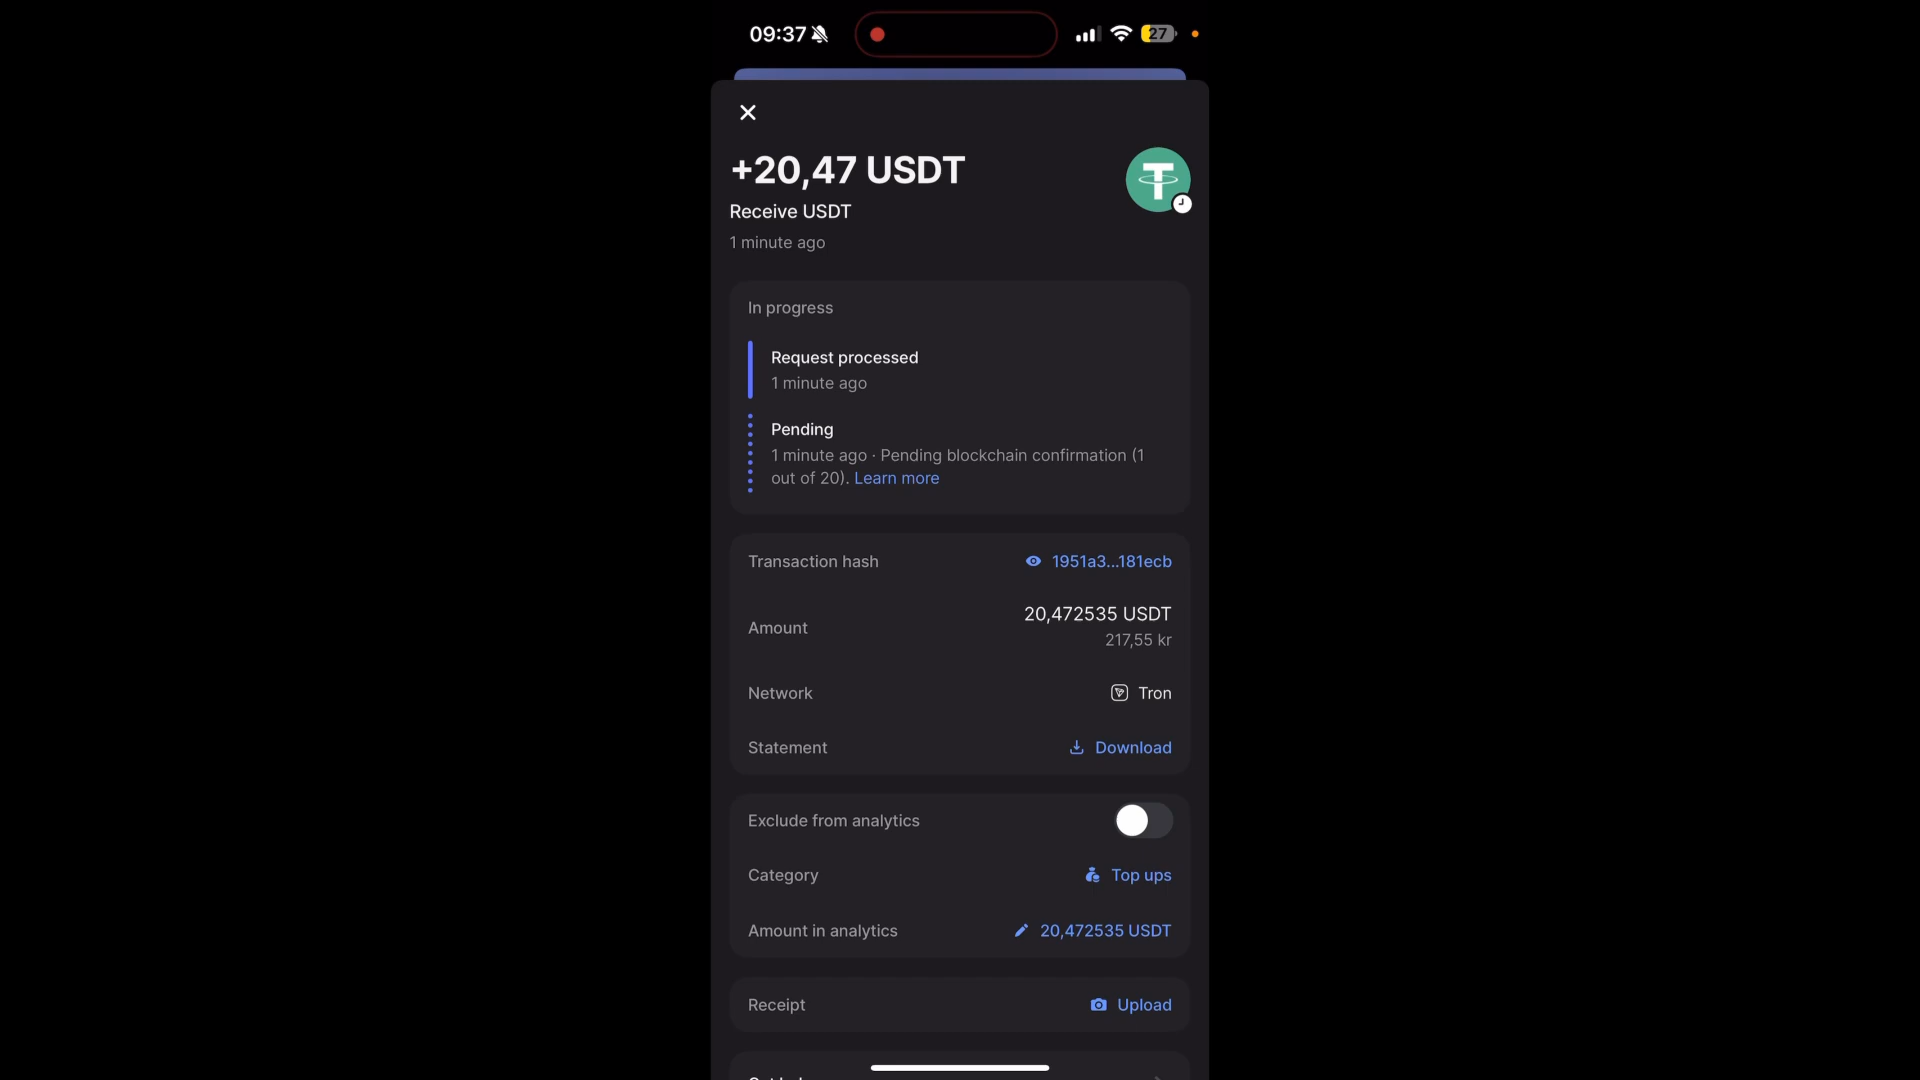 09:37
27
+20,47 USDT
Receive USDT
1 minute ago
In progress
Request processed
1 minute ago
Pending
1 minute ago · Pending blockchain confirmation (1
out of 20). Learn more
Transaction hash 1951a3...181ecb
Amount 20,472535 USDT
217,55 kr
Network Tron
Statement Download
Exclude from analytics
Category Top ups
Amount in analytics 20,472535 USDT
Receipt Upload